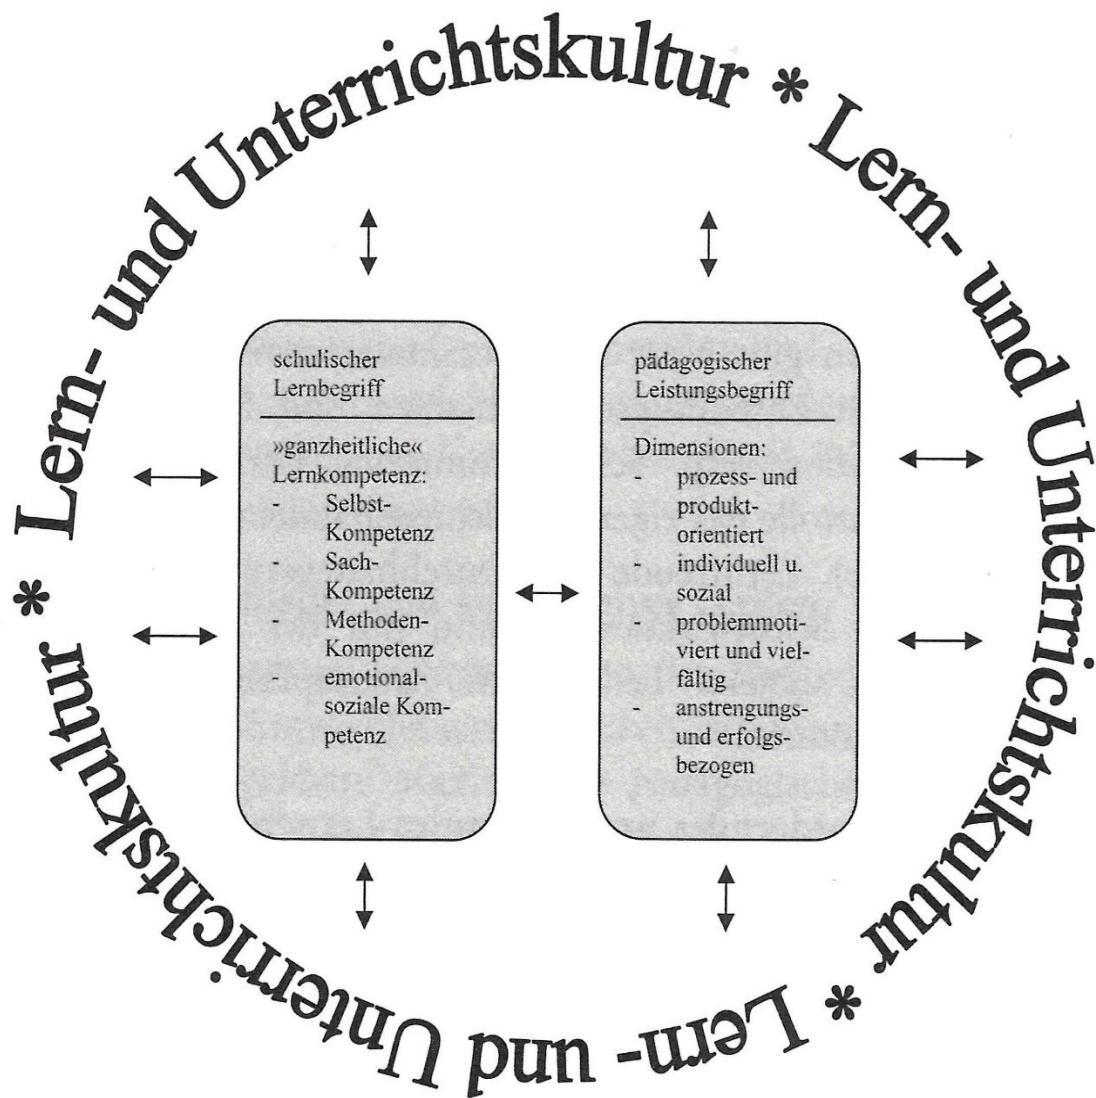 Lern- und Unterrichtskultur * Lern- und Unterrichtskultur * Lern- und Unterrichtskultur *
schulischer
Lernbegriff
»ganzheitliche«
Lernkompetenz:
- Selbst-
Kompetenz
- Sach-
Kompetenz
- Methoden-
Kompetenz
- emotional-
soziale Kom-
petenz
pädagogischer
Leistungsbegriff
Dimensionen:
- prozess- und
produkt-
orientiert
- individuell u.
sozial
- problemmoti-
viert und viel-
fältig
- anstrengungs-
und erfolgs-
bezogen